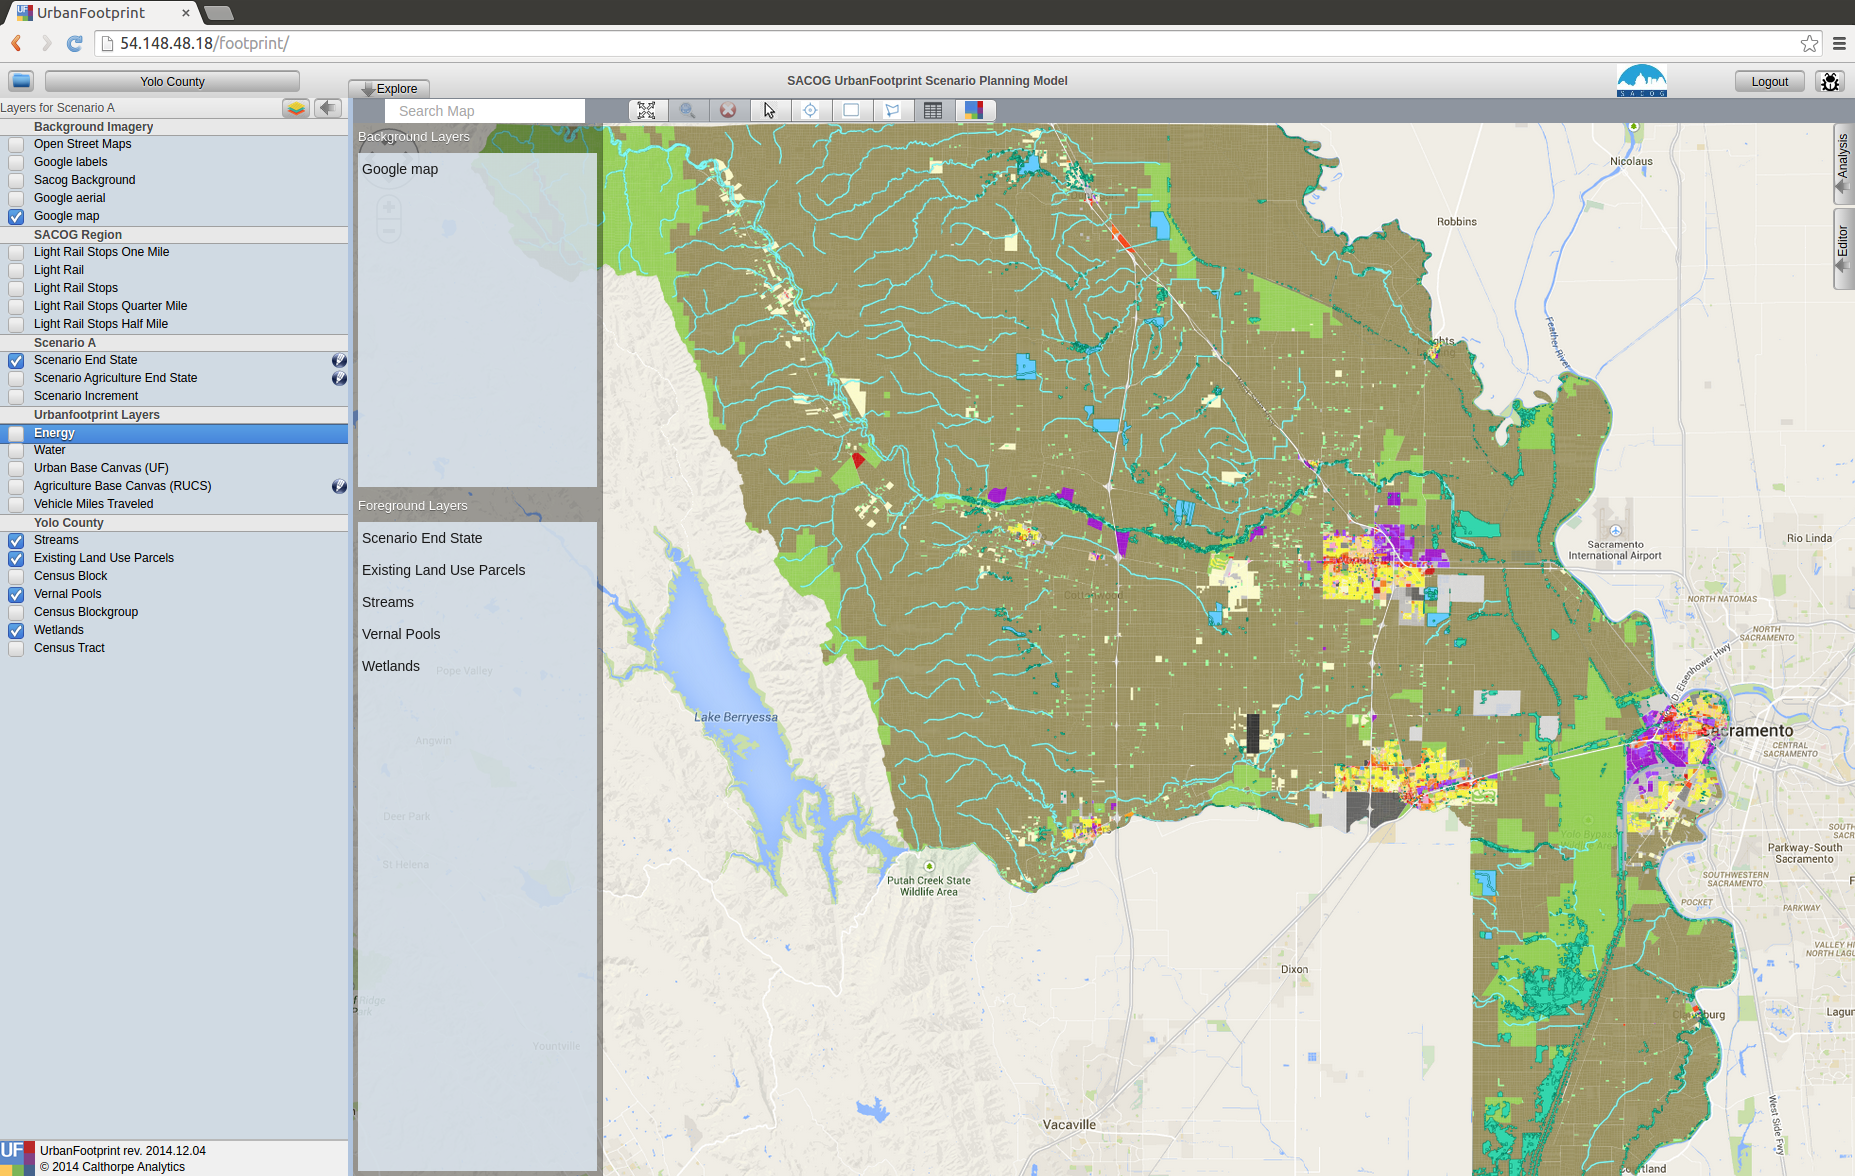 UrbanFootprint
54.148.48.18/footprint/
Yolo County
Explore
SACOG UrbanFootprint Scenario Planning Model
SACOG
Logout
Layers for Scenario A
Search Map
Background Imagery
Open Street Maps
Google labels
Sacog Background
Google aerial
Google map
SACOG Region
Light Rail Stops One Mile
Light Rail
Light Rail Stops
Light Rail Stops Quarter Mile
Light Rail Stops Half Mile
Scenario A
Scenario End State
Scenario Agriculture End State
Scenario Increment
Urbanfootprint Layers
Energy
Water
Urban Base Canvas (UF)
Agriculture Base Canvas (RUCS)
Vehicle Miles Traveled
Yolo County
Streams
Existing Land Use Parcels
Census Block
Vernal Pools
Census Blockgroup
Wetlands
Census Tract
UF
UrbanFootprint rev. 2014.12.04
© 2014 Calthorpe Analytics
Background Layers
Google map
Foreground Layers
Scenario End State
Existing Land Use Parcels
Streams
Vernal Pools
Wetlands
Pope Valley
Angwin
Deer Park
St Helena
Yountville
Lake Berryessa
Putah Creek State
Wildlife Area
Cottonwood
Nicolaus
Robbins
Feather River
Sacramento
International Airport
Rio Linda
NORTH NATOMAS
NORTH
SACRAMENTO
D. Eisenhower Hwy
Sacramento
CENTRAL
SACRAMENTO
Yolo Bypass
Parkway-South
Sacramento
SOUTHWESTERN
SACRAMENTO
POCKET
PARKWAY
Dixon
Vacaville
West Side Fwy
Analysis
Editor